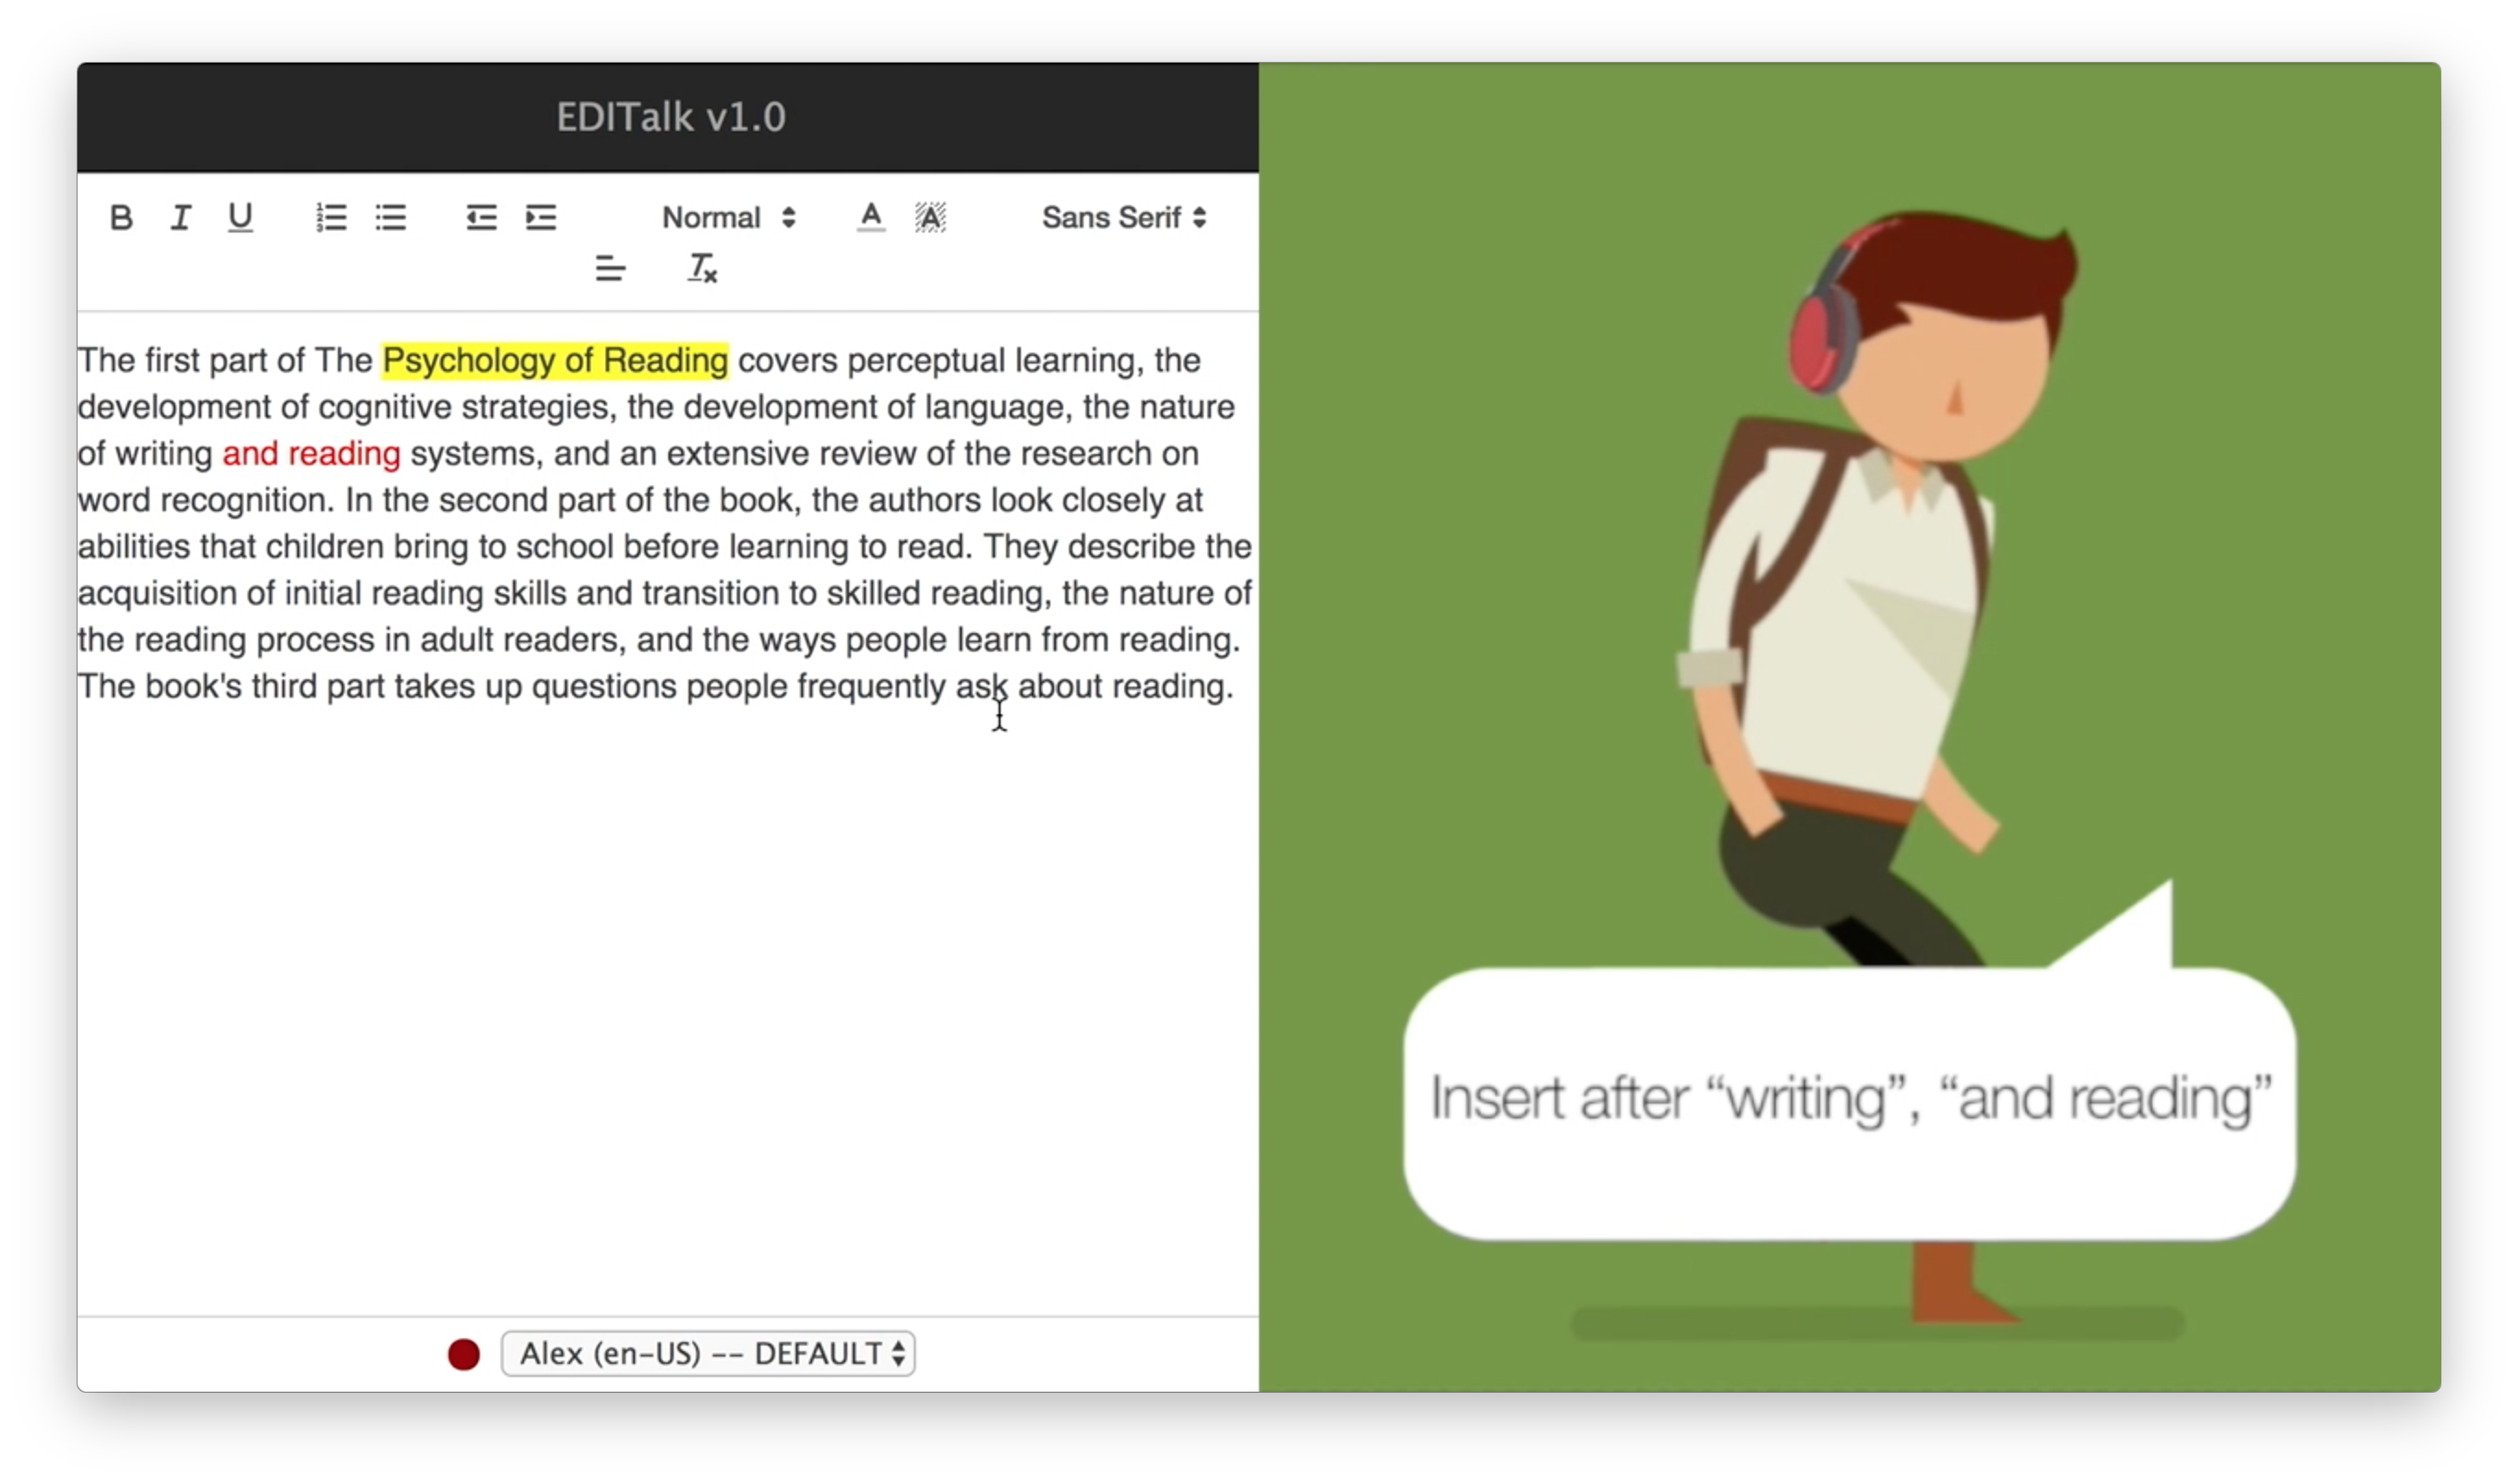 EDITalk v1.0
B I U Normal A A Sans Serif
The first part of The Psychology of Reading covers perceptual learning, the
development of cognitive strategies, the development of language, the nature
of writing and reading systems, and an extensive review of the research on
word recognition. In the second part of the book, the authors look closely at
abilities that children bring to school before learning to read. They describe the
acquisition of initial reading skills and transition to skilled reading, the nature of
the reading process in adult readers, and the ways people learn from reading.
The book's third part takes up questions people frequently ask about reading.
Alex (en-US) -- DEFAULT
Insert after “writing”, “and reading”